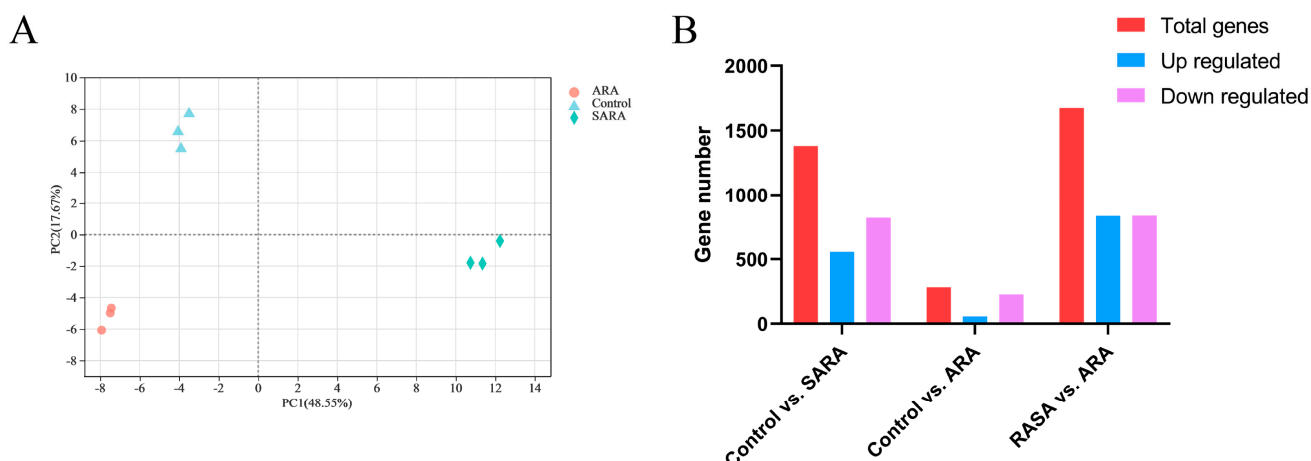 A
10
8
6
4
2
0
-2
-4
-6
-8
PC2(17.67%)
-8 -6 -4 -2 0 2 4 6 8 10 12 14
PC1(48.55%)
ARA
Control
SARA
B
Total genes
Up regulated
Down regulated
2000
1500
1000
500
0
Gene number
Control vs. SARA
Control vs. ARA
RASA vs. ARA